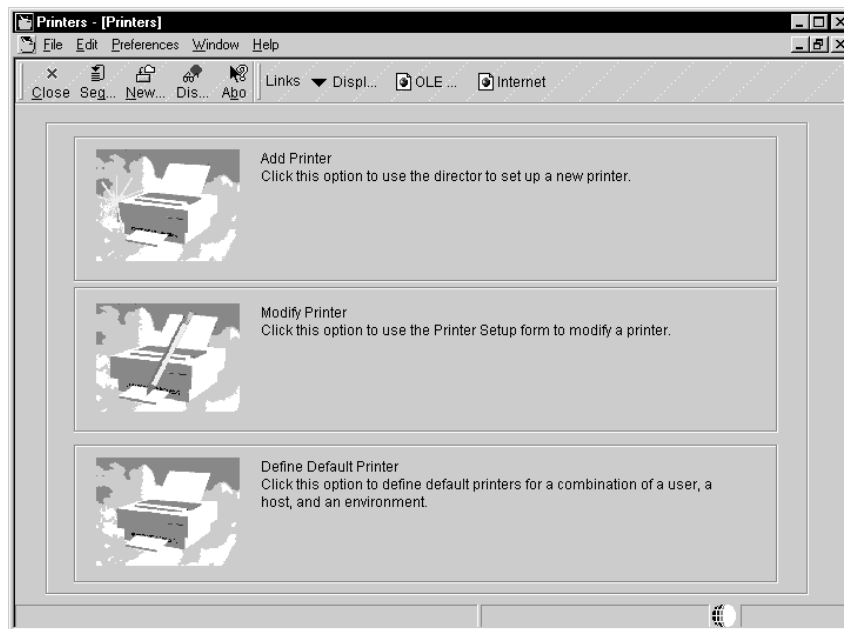 Printers - [Printers]
File Edit Preferences Window Help
Close Seg... New... Dis... Abo Links Displ... OLE ... Internet
Add Printer
Click this option to use the director to set up a new printer.
Modify Printer
Click this option to use the Printer Setup form to modify a printer.
Define Default Printer
Click this option to define default printers for a combination of a user, a
host, and an environment.